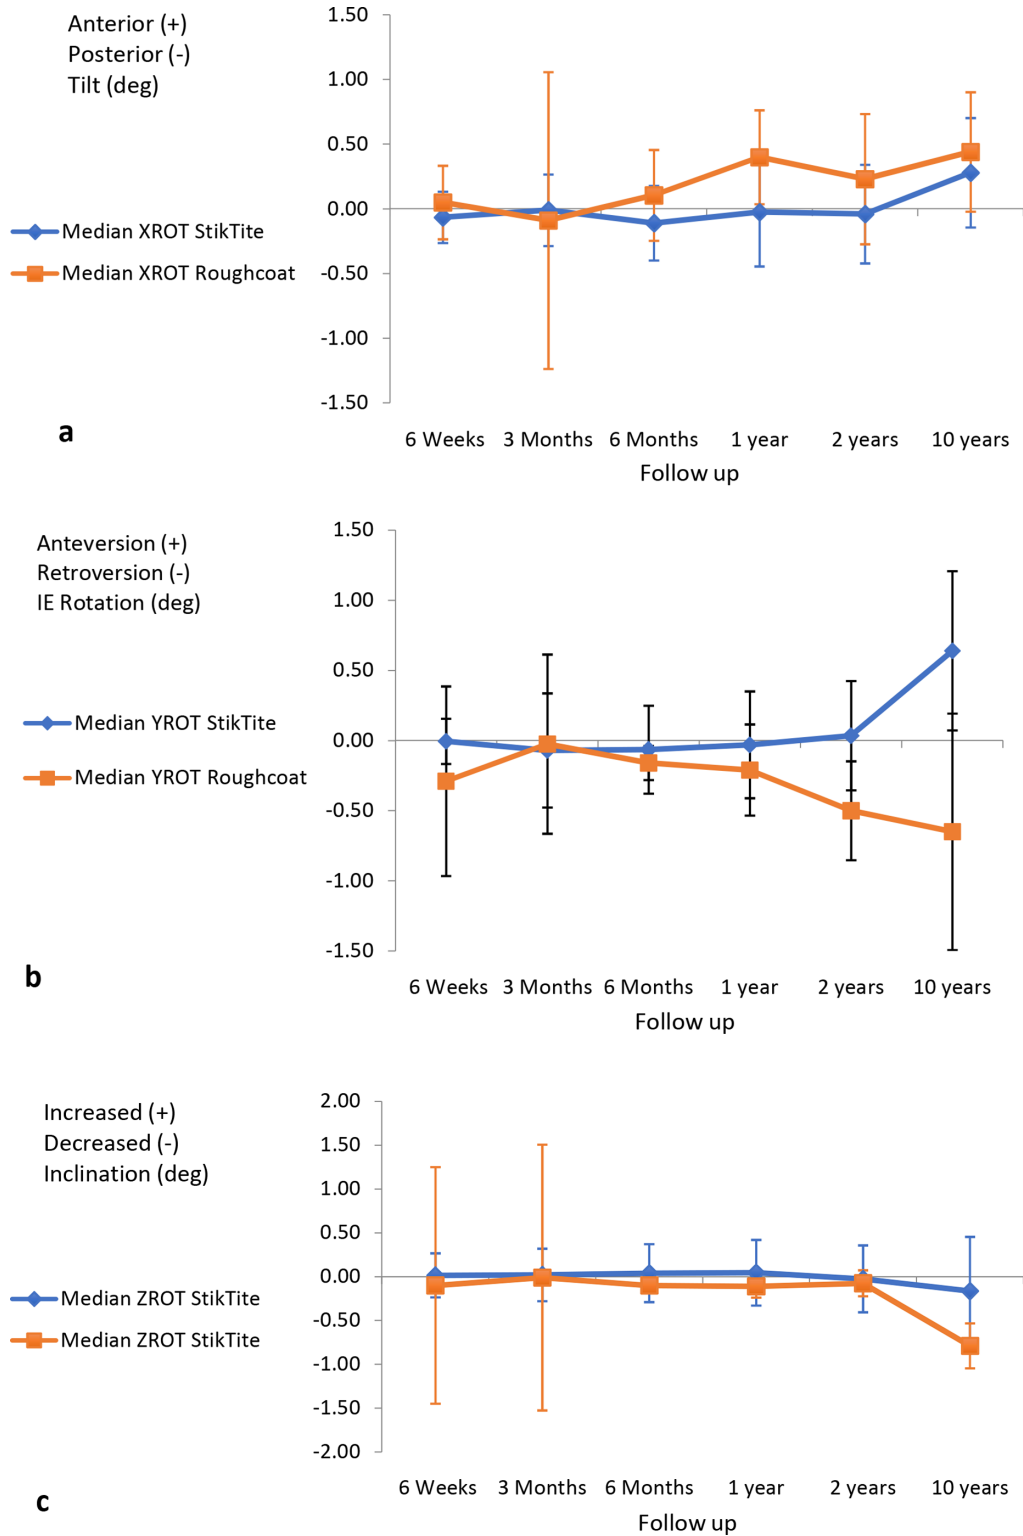 Anterior (+)
Posterior (-)
Tilt (deg)
Median XROT StikTite
Median XROT Roughcoat
1.50
1.00
0.50
0.00
-0.50
-1.00
-1.50
6 Weeks 3 Months 6 Months 1 year 2 years 10 years
Follow up
a
Anteversion (+)
Retroversion (-)
IE Rotation (deg)
Median YROT StikTite
Median YROT Roughcoat
1.50
1.00
0.50
0.00
-0.50
-1.00
-1.50
6 Weeks 3 Months 6 Months 1 year 2 years 10 years
Follow up
b
Increased (+)
Decreased (-)
Inclination (deg)
Median ZROT StikTite
Median ZROT StikTite
2.00
1.50
1.00
0.50
0.00
-0.50
-1.00
-1.50
-2.00
6 Weeks 3 Months 6 Months 1 year 2 years 10 years
Follow up
c